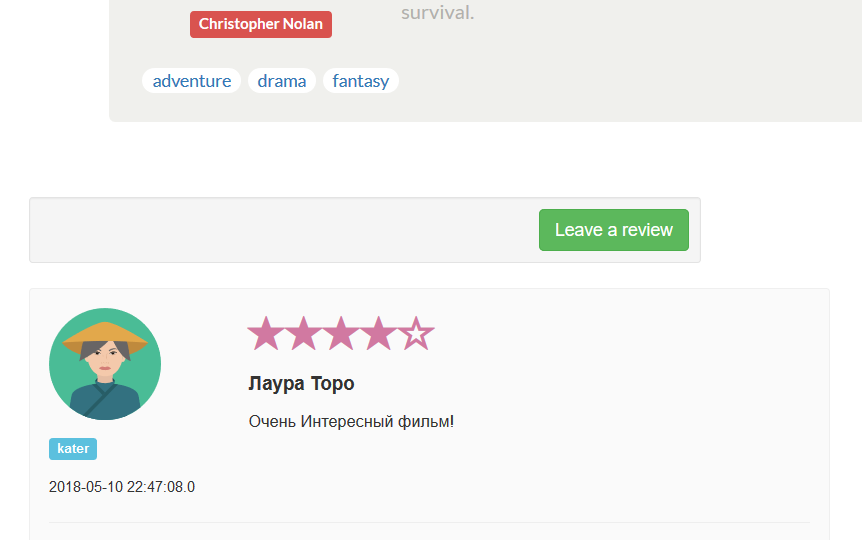 survival.
Christopher Nolan
adventure drama fantasy
Leave a review
Лаура Торо
Очень Интересный фильм!
kater
2018-05-10 22:47:08.0